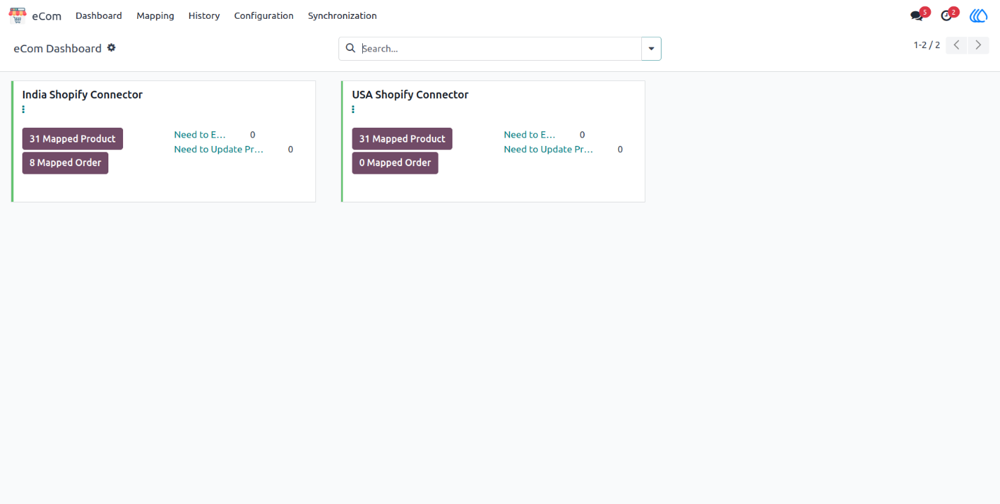 eCom Dashboard Mapping History Configuration Synchronization 5 2
eCom Dashboard Search... 1-2 / 2
India Shopify Connector
31 Mapped Product Need to E... 0
Need to Update Pr... 0
8 Mapped Order
USA Shopify Connector
31 Mapped Product Need to E... 0
Need to Update Pr... 0
0 Mapped Order